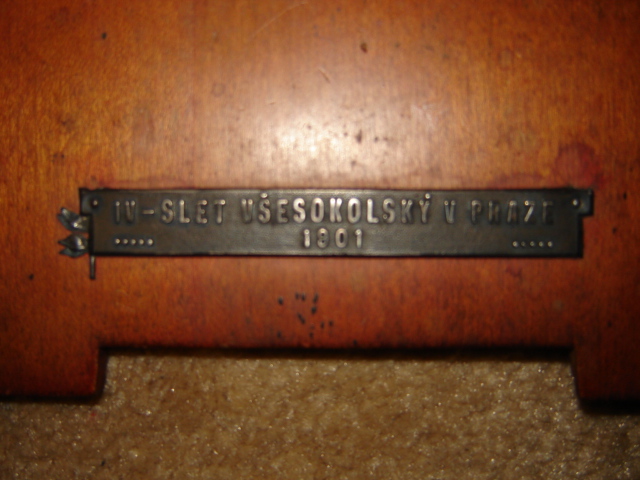 IV-SLET VŠESOKOLSKÝ V PRAZE
1901